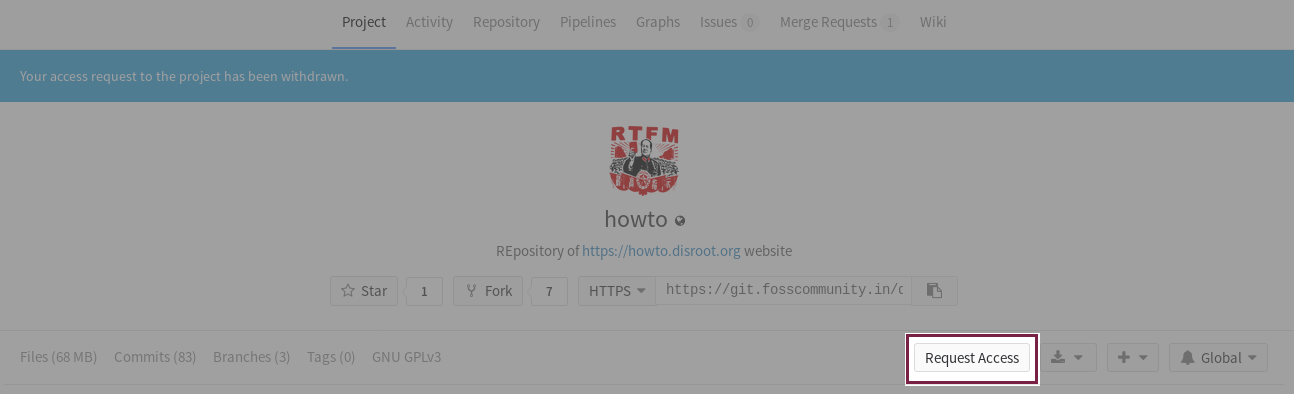 Project Activity Repository Pipelines Graphs Issues 0 Merge Requests 1 Wiki
Your access request to the project has been withdrawn.
RTFM
howto
REpository of https://howto.disroot.org website
Star 1 Fork 7 HTTPS https://git.fosscommunity.in/
Files (68 MB) Commits (83) Branches (3) Tags (0) GNU GPLv3 Request Access Global